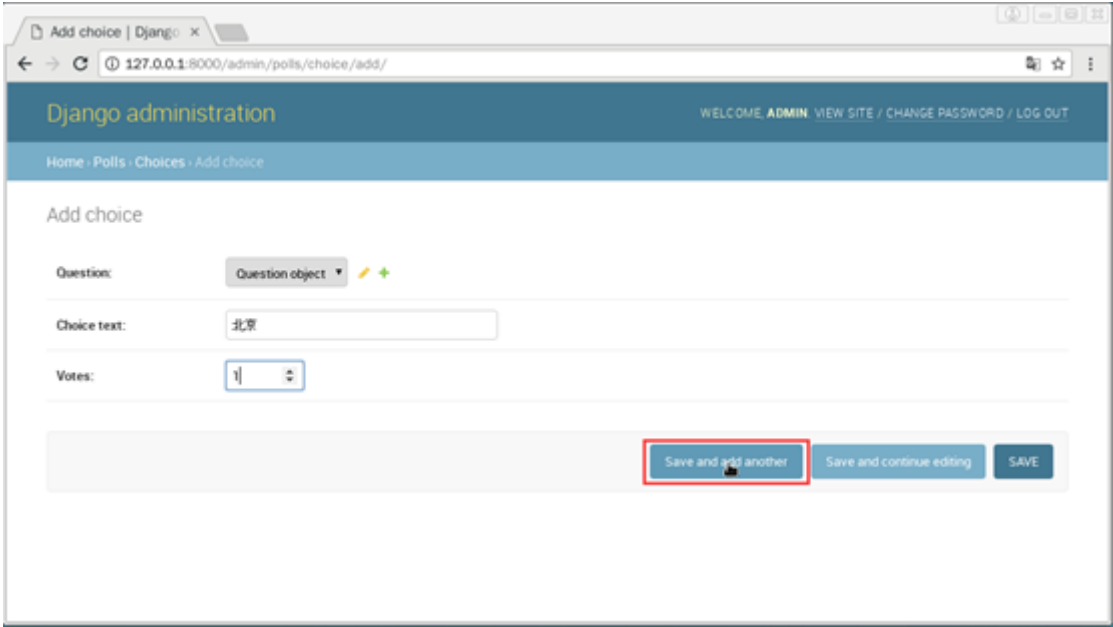 Add choice | Django
127.0.0.1:8000/admin/polls/choice/add/
Django administration
WELCOME, ADMIN. VIEW SITE / CHANGE PASSWORD / LOG OUT
Home › Polls › Choices › Add choice
Add choice
Question: Question object
Choice text: 北京
Votes: 1
Save and add another Save and continue editing SAVE